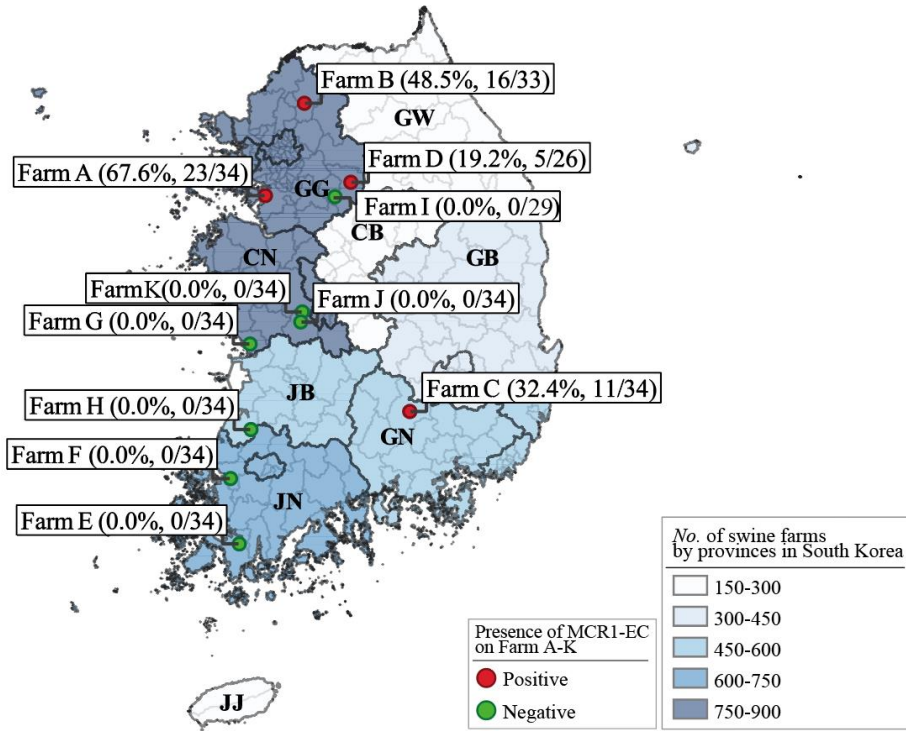 Farm B (48.5%, 16/33)
GW
Farm D (19.2%, 5/26)
Farm A (67.6%, 23/34)
GG
Farm I (0.0%, 0/29)
CB
CN
GB
FarmK(0.0%, 0/34)
Farm J (0.0%, 0/34)
Farm G (0.0%, 0/34)
JB
Farm C (32.4%, 11/34)
Farm H (0.0%, 0/34)
GN
Farm F (0.0%, 0/34)
JN
Farm E (0.0%, 0/34)
JJ
Presence of MCR1-EC
on Farm A-K
Positive
Negative
No. of swine farms
by provinces in South Korea
150-300
300-450
450-600
600-750
750-900